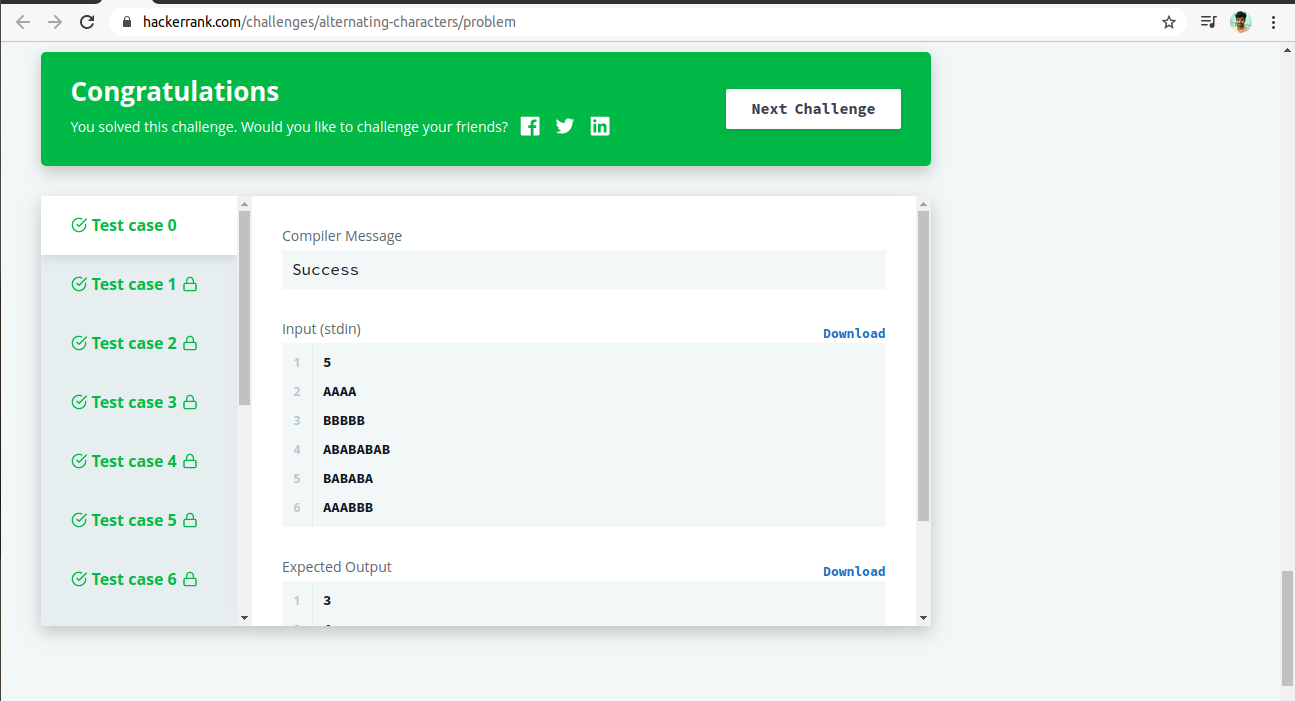 hackerrank.com/challenges/alternating-characters/problem
Congratulations
You solved this challenge. Would you like to challenge your friends?
Next Challenge
Test case 0
Test case 1
Test case 2
Test case 3
Test case 4
Test case 5
Test case 6
Compiler Message
Success
Input (stdin)
Download
1 5
2 AAAA
3 BBBBB
4 ABABABAB
5 BABABA
6 AAABBB
Expected Output
Download
1 3